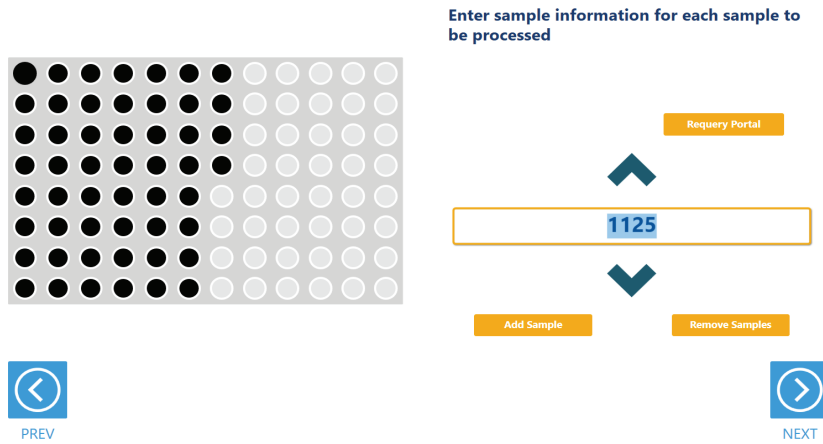 Enter sample information for each sample to
be processed
Requery Portal
1125
Add Sample
Remove Samples
PREV
NEXT